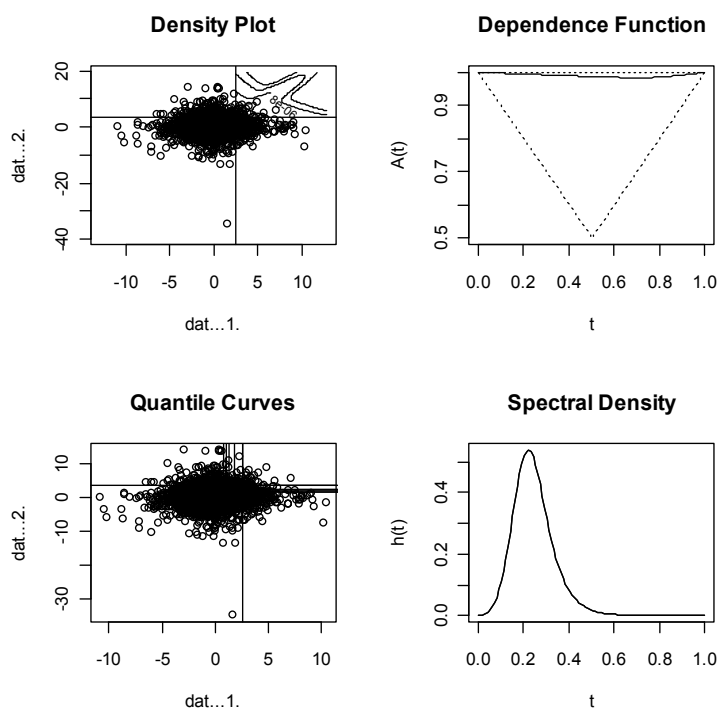 Density Plot
20
0
-20
-40
dat...2.
8e-06
-10 -5 0 5 10
dat...1.
Dependence Function
0.9
0.7
0.5
A(t)
0.0 0.2 0.4 0.6 0.8 1.0
t
Quantile Curves
10
0
-10
-30
dat...2.
-10 -5 0 5 10
dat...1.
Spectral Density
0.4
0.2
0.0
h(t)
0.0 0.2 0.4 0.6 0.8 1.0
t